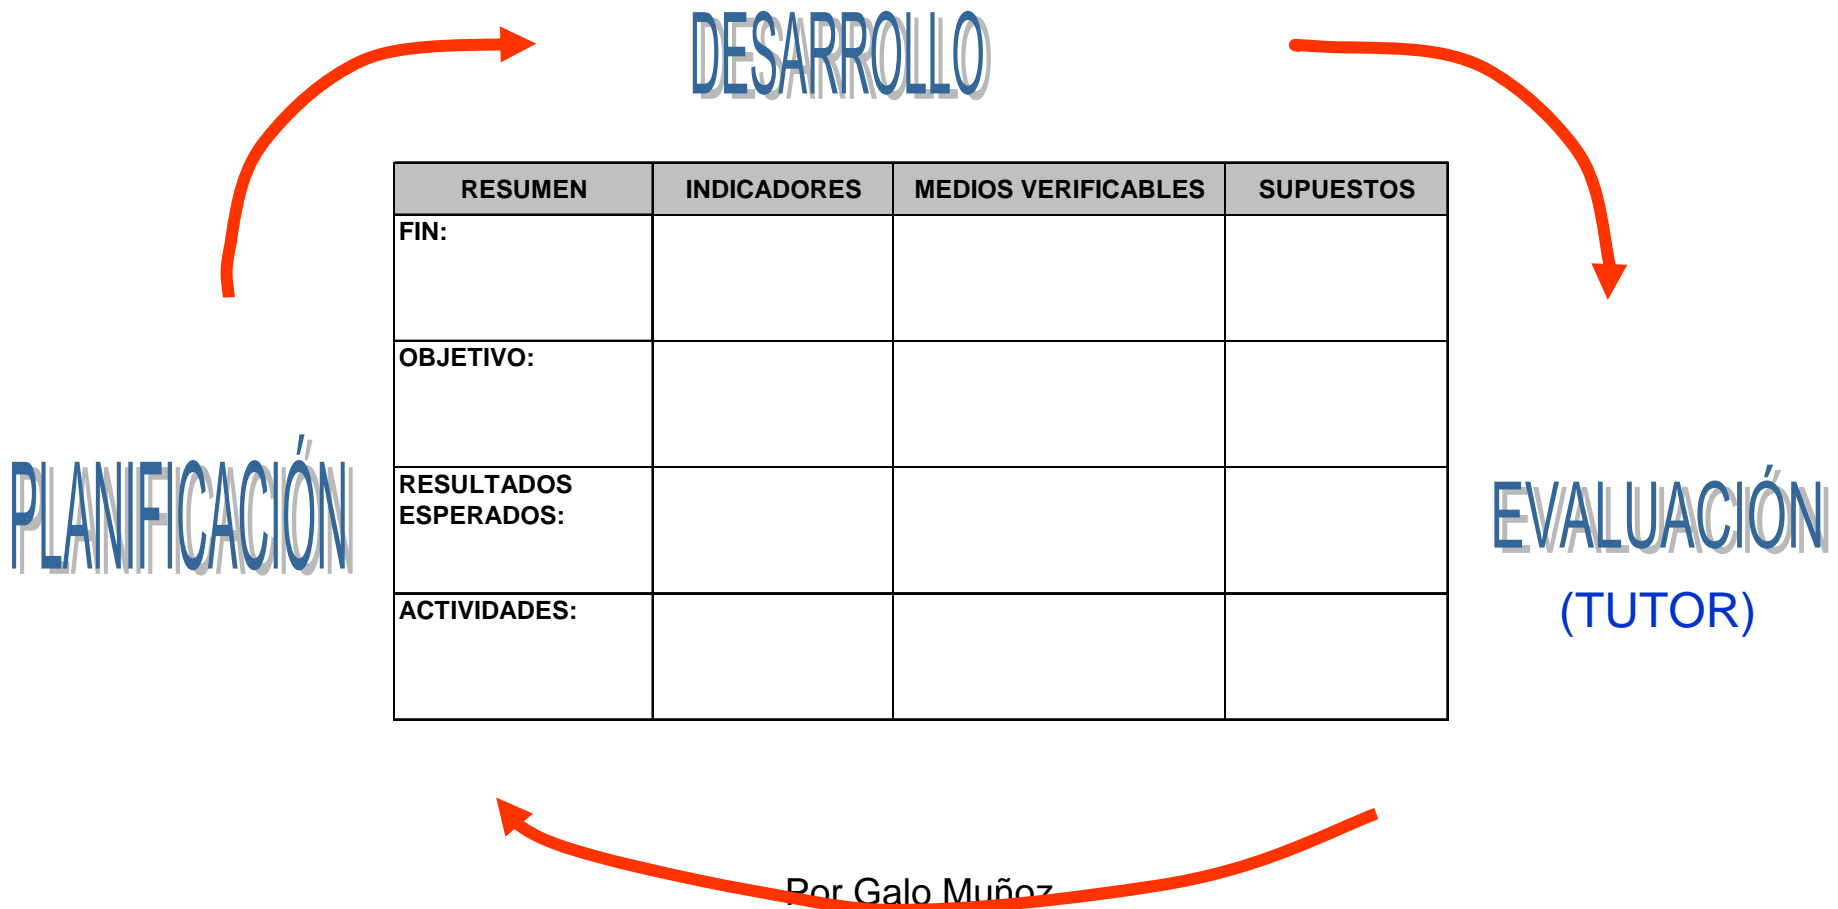 DESARROLLO
RESUMEN INDICADORES MEDIOS VERIFICABLES SUPUESTOS
FIN:
OBJETIVO:
RESULTADOS
ESPERADOS:
ACTIVIDADES:
PLANIFICACIÓN
EVALUACIÓN
(TUTOR)
Por Galo Muñoz